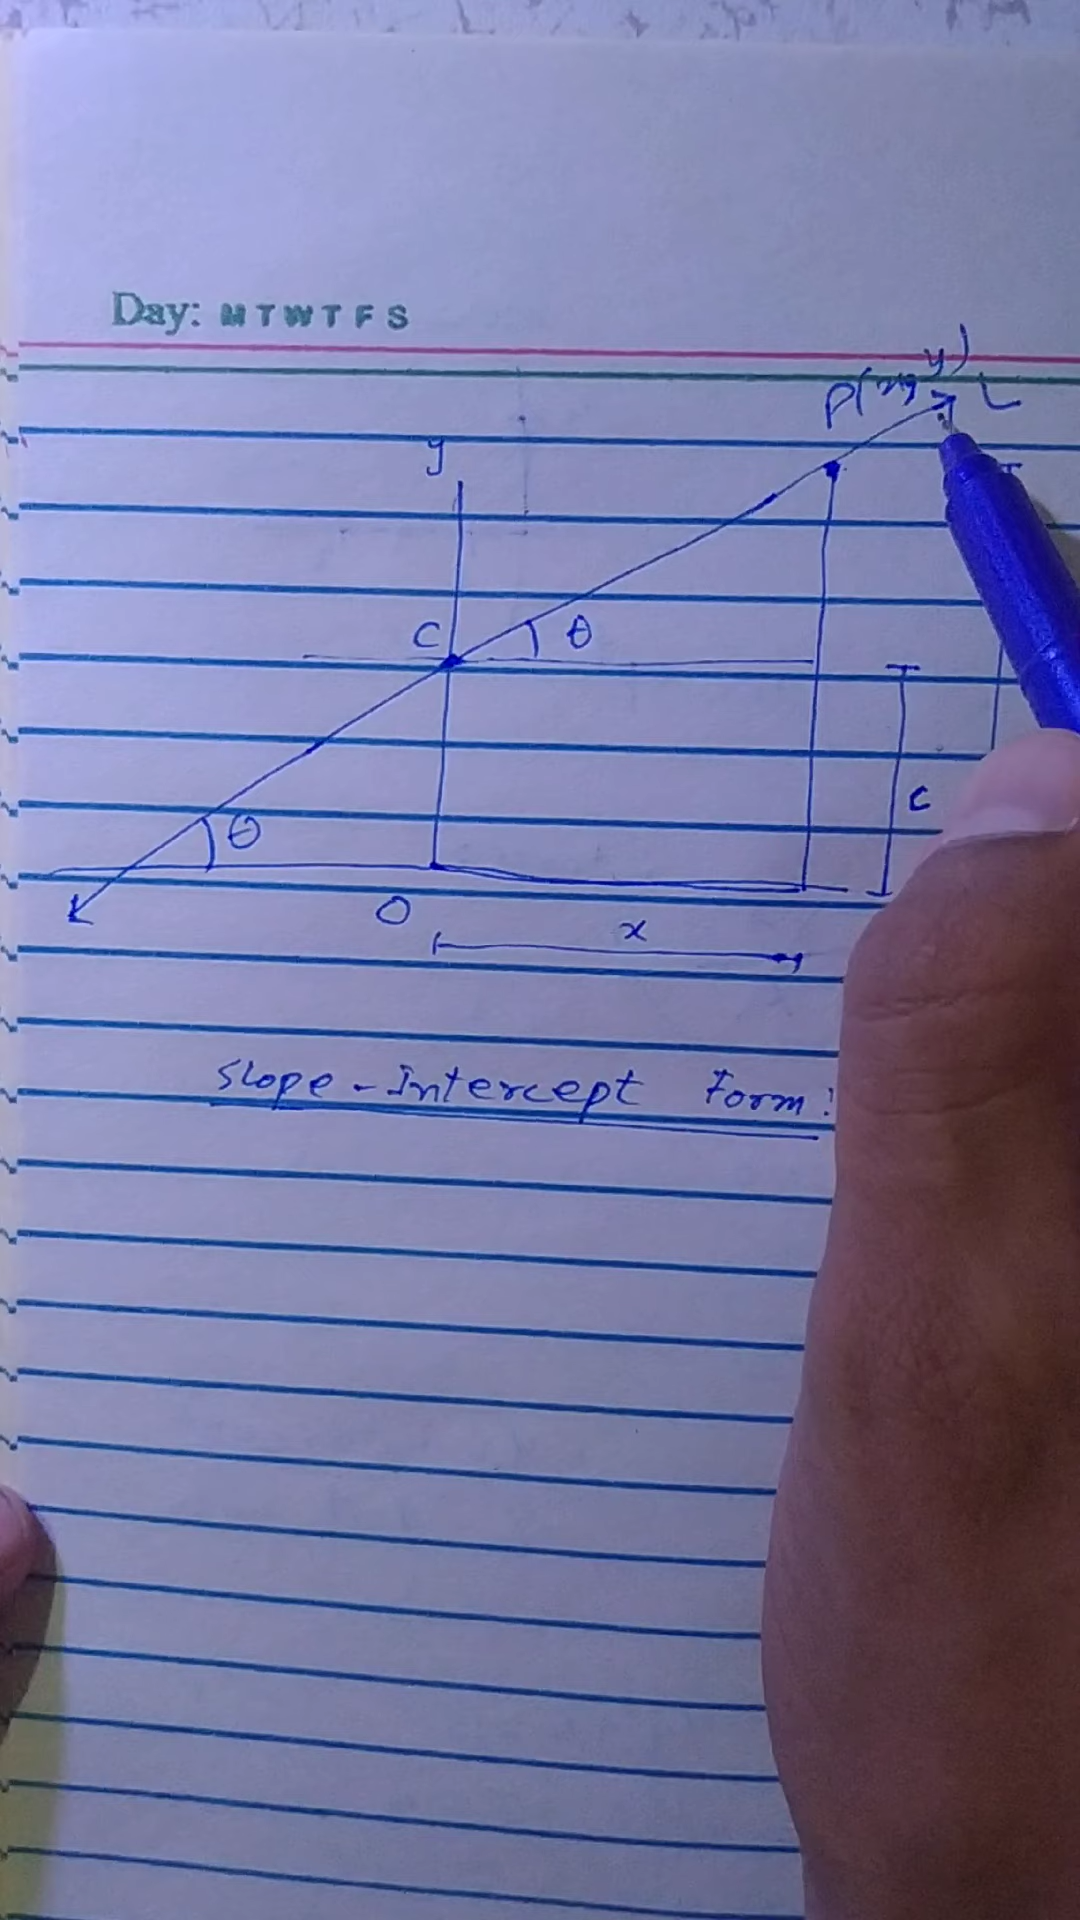 Day: M T W T F S
P(x, y) L
y
C θ
θ
c
O
x
Slope-Intercept Form: